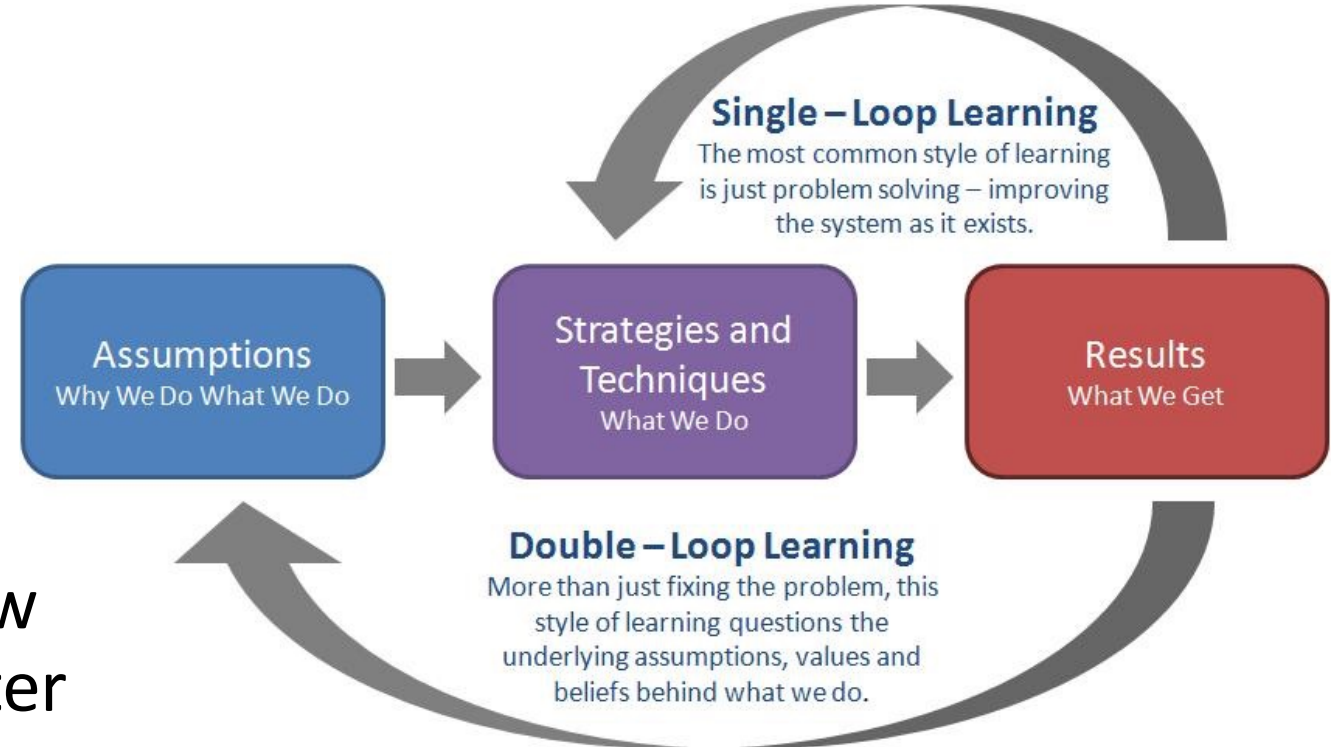 Single – Loop Learning
The most common style of learning
is just problem solving – improving
the system as it exists.
Assumptions
Why We Do What We Do
Strategies and
Techniques
What We Do
Results
What We Get
Double – Loop Learning
More than just fixing the problem, this
style of learning questions the
underlying assumptions, values and
beliefs behind what we do.